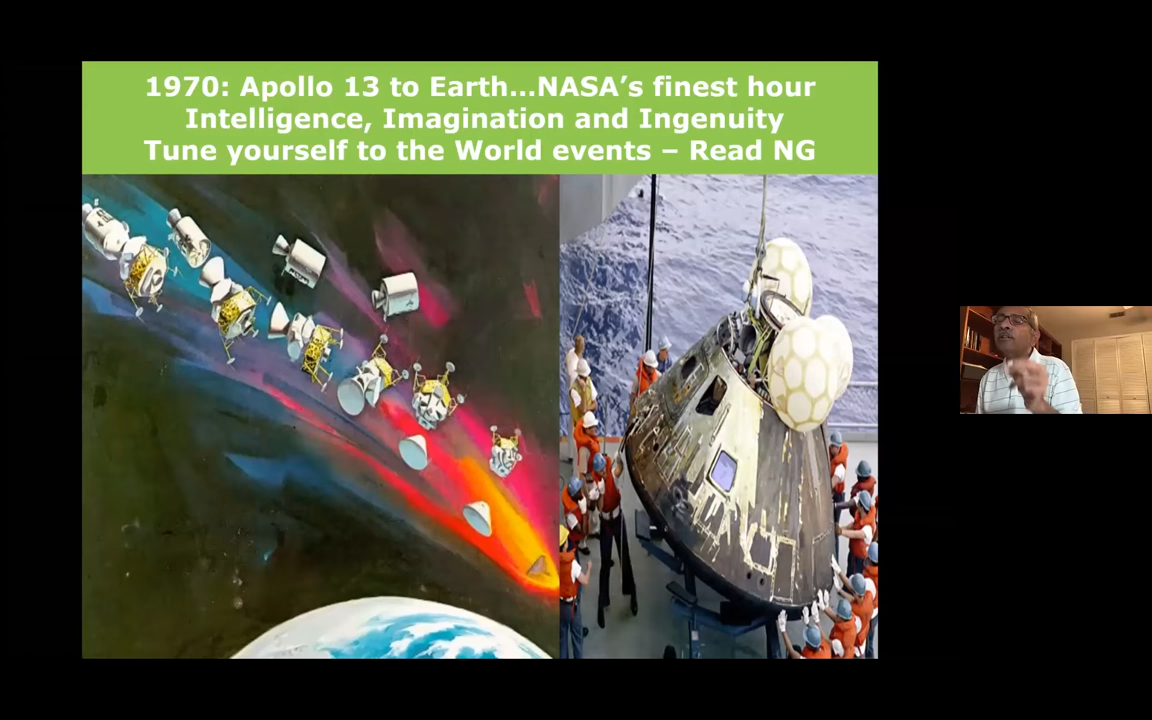 1970: Apollo 13 to Earth...NASA’s finest hour
Intelligence, Imagination and Ingenuity
Tune yourself to the World events – Read NG